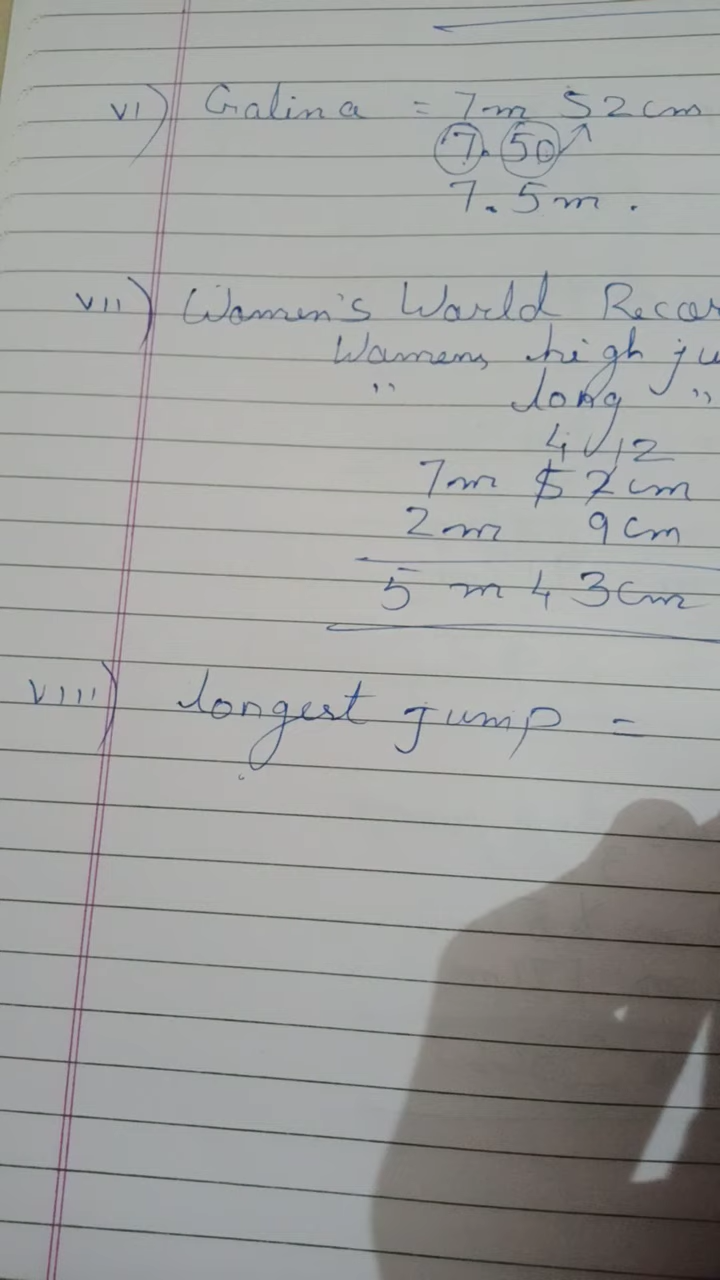 VI) Galina = 7m 52cm
7.50
7.5m.
VII) Women's World Recor
Womens high ju
" long "
4 12
7m 52cm
2m 9cm
5 m 43cm
VIII) longest jump =